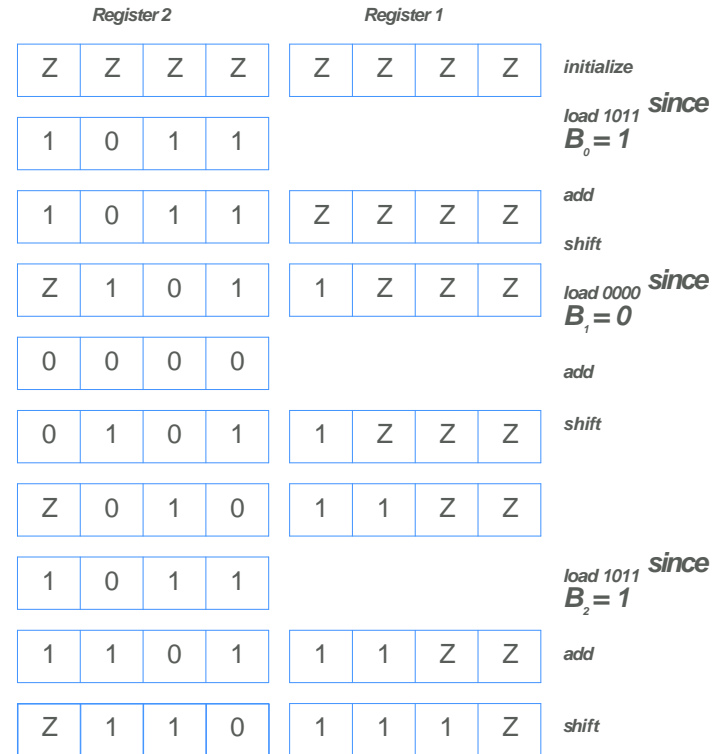 Register 2 Register 1
Z Z Z Z Z Z Z Z initialize
load 1011 since
1 0 1 1 B0 = 1
add
1 0 1 1 Z Z Z Z
shift
Z 1 0 1 1 Z Z Z load 0000 since
B1 = 0
0 0 0 0
add
0 1 0 1 1 Z Z Z shift
Z 0 1 0 1 1 Z Z
1 0 1 1 load 1011 since
B2 = 1
1 1 0 1 1 1 Z Z add
Z 1 1 0 1 1 1 Z shift